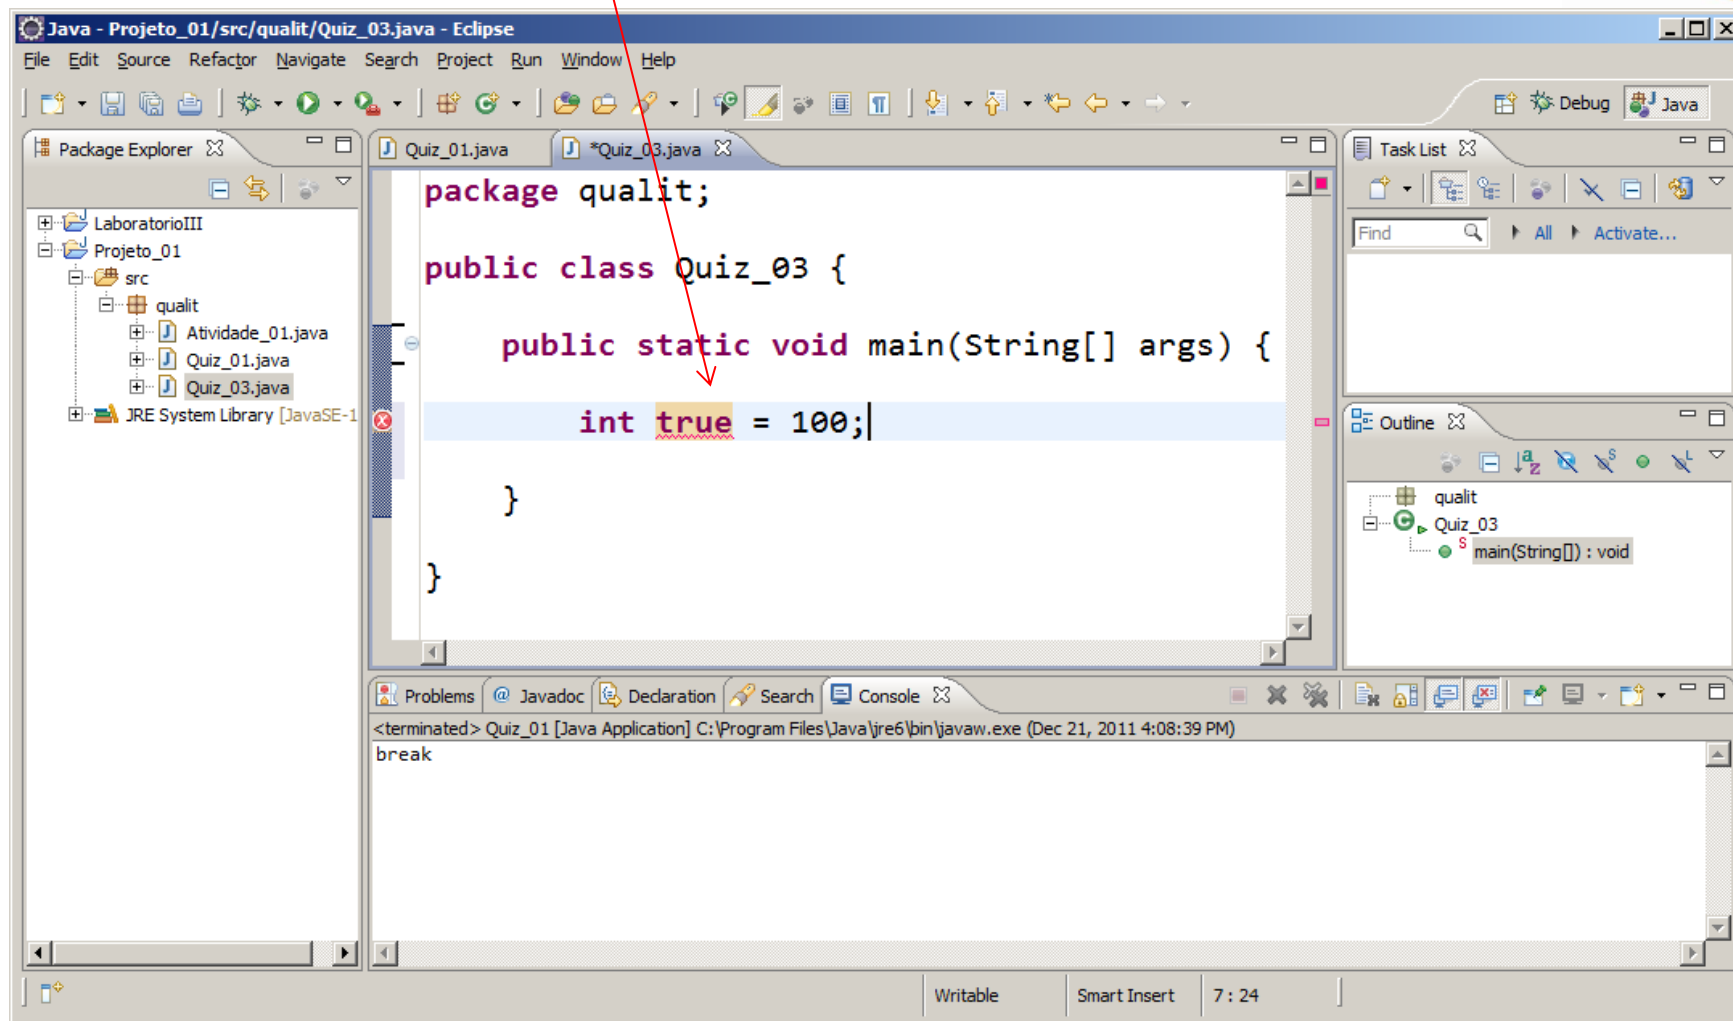 Java - Projeto_01/src/qualit/Quiz_03.java - Eclipse
File Edit Source Refactor Navigate Search Project Run Window Help
Debug Java
Package Explorer
LaboratorioIII
Projeto_01
src
qualit
Atividade_01.java
Quiz_01.java
Quiz_03.java
JRE System Library [JavaSE-1
Quiz_01.java *Quiz_03.java
package qualit;
public class Quiz_03 {
public static void main(String[] args) {
int true = 100;
}
}
Task List
Find All Activate...
Outline
qualit
Quiz_03
main(String[]) : void
Problems @ Javadoc Declaration Search Console
<terminated> Quiz_01 [Java Application] C:\Program Files\Java\jre6\bin\javaw.exe (Dec 21, 2011 4:08:39 PM)
break
Writable Smart Insert 7 : 24